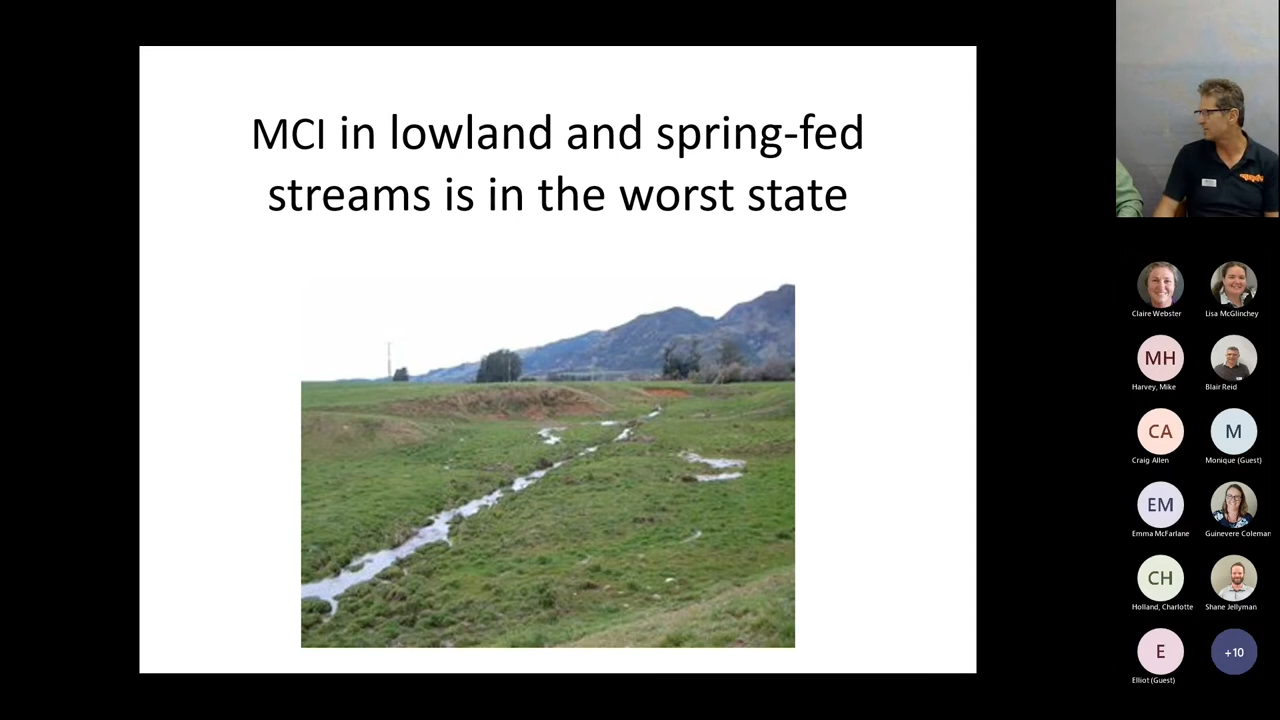 MCI in lowland and spring-fed
streams is in the worst state
Claire Webster
Lisa McGlinchey
MH
Harvey, Mike
Blair Reid
CA
M
Craig Allen
Monique (Guest)
EM
Emma McFarlane
Guinevere Coleman
CH
Holland, Charlotte
Shane Jellyman
E
+10
Elliot (Guest)